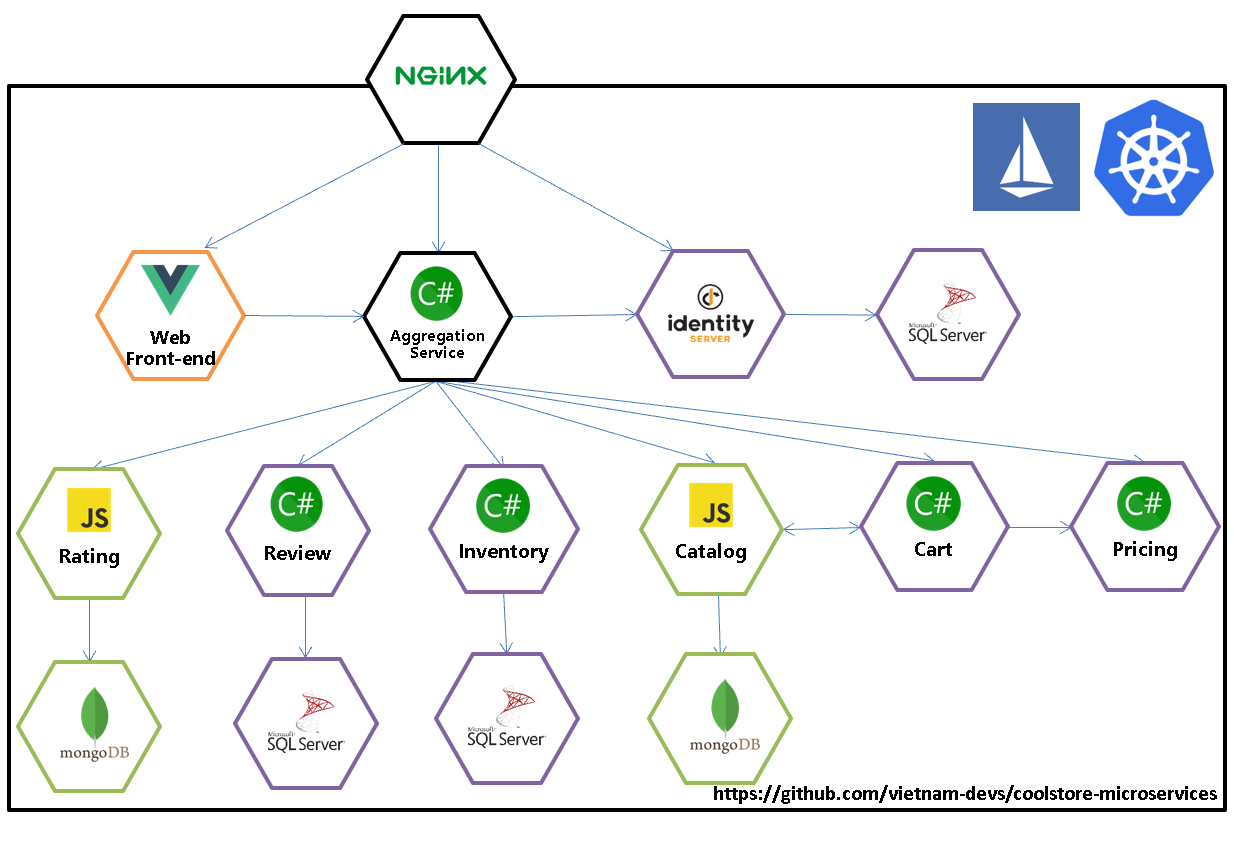 NGINX
Web
Front-end
C#
Aggregation
Service
identity
SERVER
Microsoft®
SQL Server®
JS
Rating
C#
Review
C#
Inventory
JS
Catalog
C#
Cart
C#
Pricing
mongoDB
Microsoft®
SQL Server®
Microsoft®
SQL Server®
mongoDB
https://github.com/vietnam-devs/coolstore-microservices